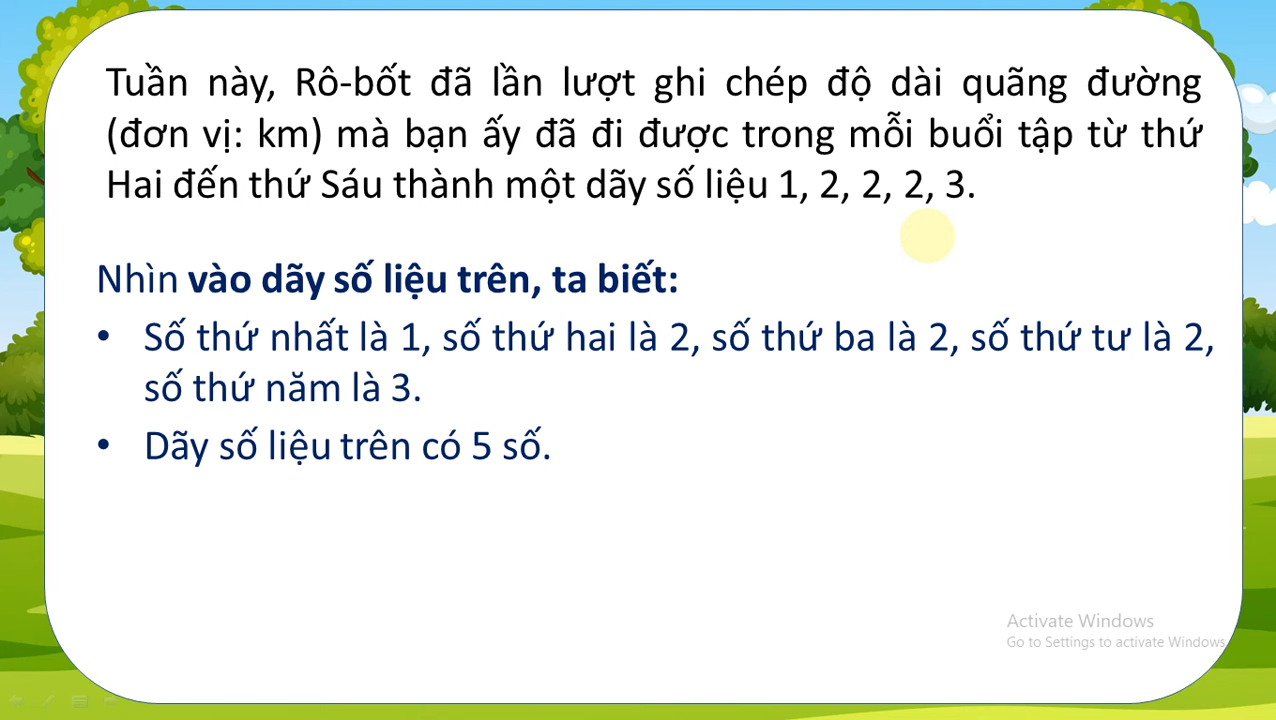 Tuần này, Rô-bốt đã lần lượt ghi chép độ dài quãng đường
(đơn vị: km) mà bạn ấy đã đi được trong mỗi buổi tập từ thứ
Hai đến thứ Sáu thành một dãy số liệu 1, 2, 2, 2, 3.
Nhìn vào dãy số liệu trên, ta biết:
• Số thứ nhất là 1, số thứ hai là 2, số thứ ba là 2, số thứ tư là 2,
số thứ năm là 3.
• Dãy số liệu trên có 5 số.
Activate Windows
Go to Settings to activate Windows